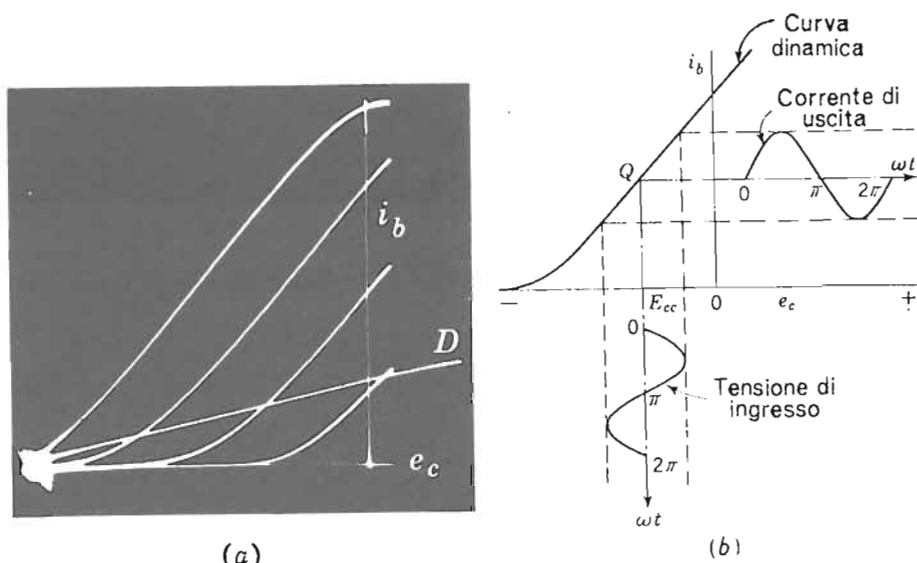 i_b
D
e_c
(a)
Curva
dinamica
i_b
Corrente di
uscita
Q
ωt
0
π
2π
−
E_cc
0
e_c
+
0
π
Tensione di
ingresso
2π
ωt
(b)